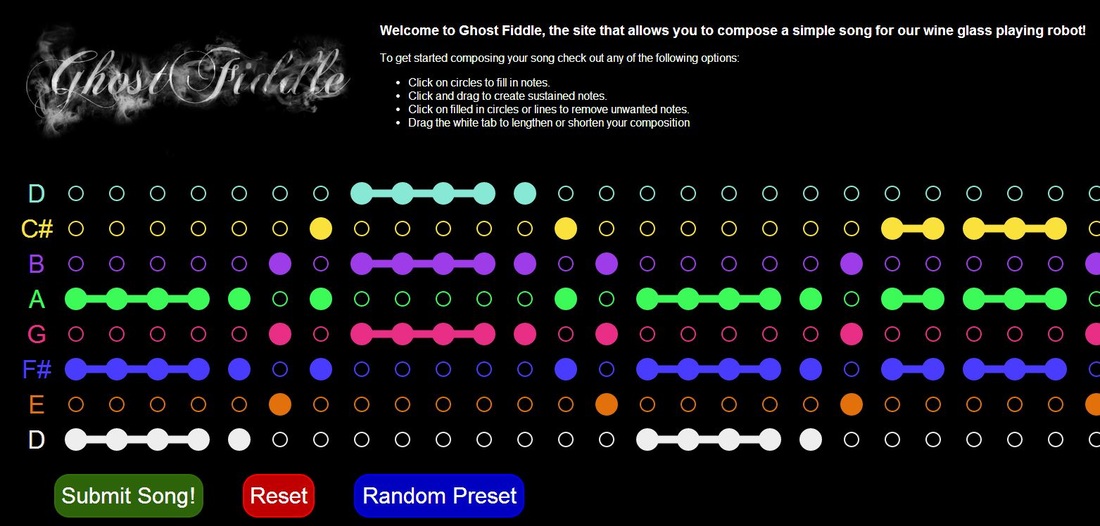 Ghost Fiddle
Welcome to Ghost Fiddle, the site that allows you to compose a simple song for our wine glass playing robot!
To get started composing your song check out any of the following options:
• Click on circles to fill in notes.
• Click and drag to create sustained notes.
• Click on filled in circles or lines to remove unwanted notes.
• Drag the white tab to lengthen or shorten your composition
D
C#
B
A
G
F#
E
D
Submit Song! Reset Random Preset